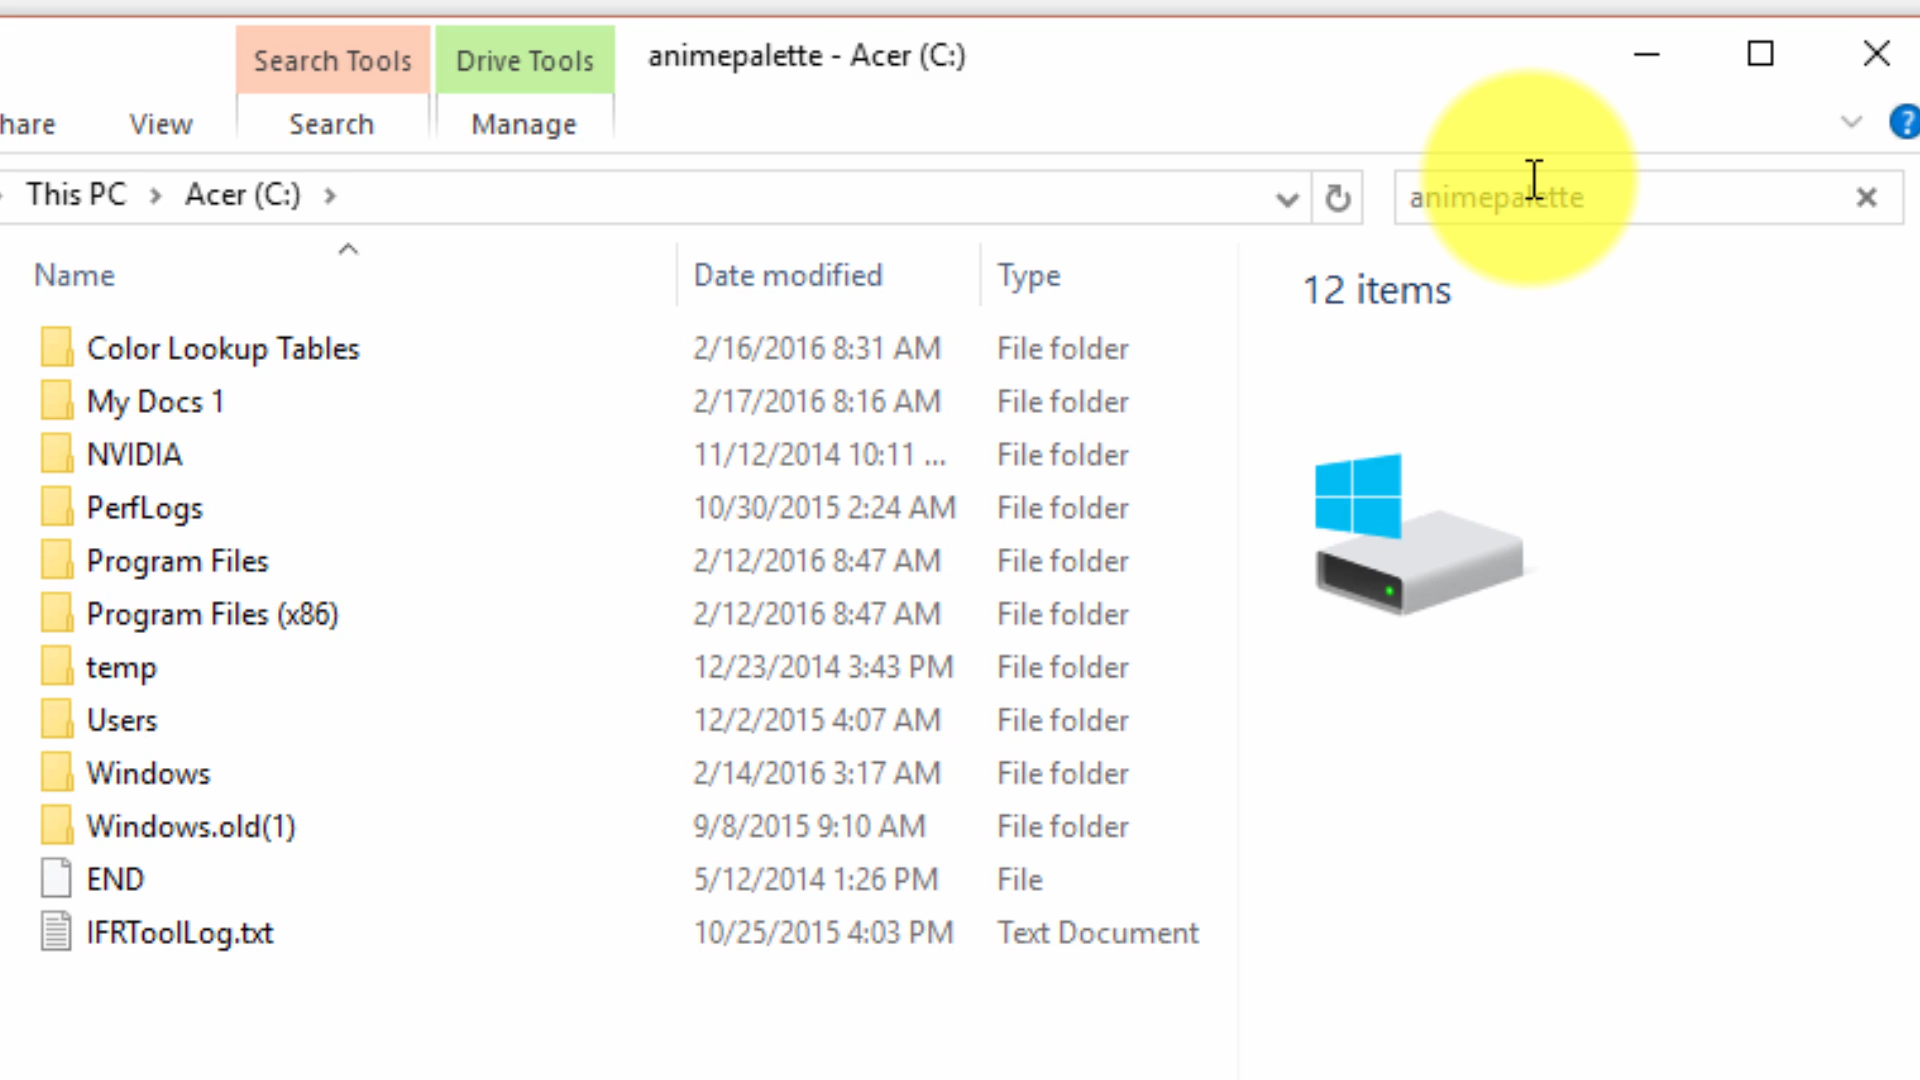 Search Tools Drive Tools animepalette - Acer (C:)
hare View Search Manage ?
This PC > Acer (C:) > animepalette
Name Date modified Type
12 items
Color Lookup Tables 2/16/2016 8:31 AM File folder
My Docs 1 2/17/2016 8:16 AM File folder
NVIDIA 11/12/2014 10:11 ... File folder
PerfLogs 10/30/2015 2:24 AM File folder
Program Files 2/12/2016 8:47 AM File folder
Program Files (x86) 2/12/2016 8:47 AM File folder
temp 12/23/2014 3:43 PM File folder
Users 12/2/2015 4:07 AM File folder
Windows 2/14/2016 3:17 AM File folder
Windows.old(1) 9/8/2015 9:10 AM File folder
END 5/12/2014 1:26 PM File
IFRToolLog.txt 10/25/2015 4:03 PM Text Document